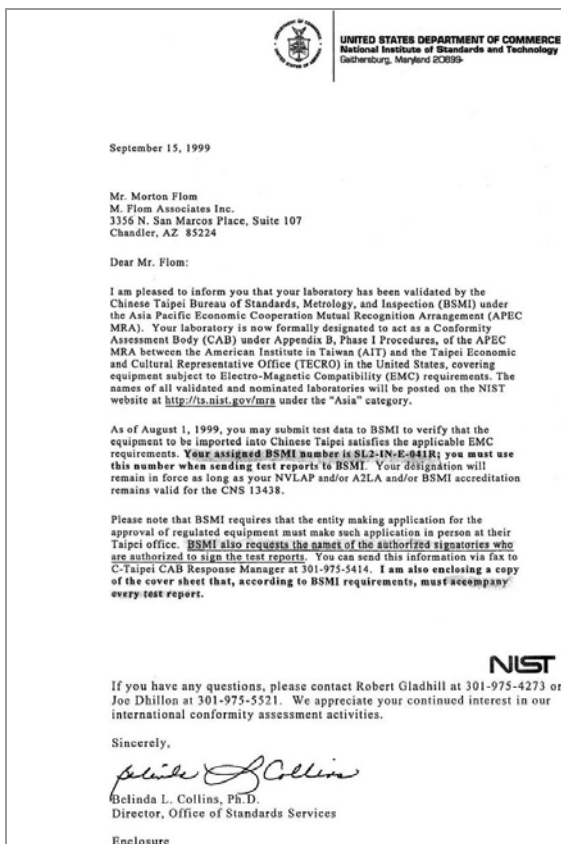 UNITED STATES DEPARTMENT OF COMMERCE
National Institute of Standards and Technology
Gaithersburg, Maryland 20899-
September 15, 1999
Mr. Morton Flom
M. Flom Associates Inc.
3356 N. San Marcos Place, Suite 107
Chandler, AZ 85224
Dear Mr. Flom:
I am pleased to inform you that your laboratory has been validated by the
Chinese Taipei Bureau of Standards, Metrology, and Inspection (BSMI) under
the Asia Pacific Economic Cooperation Mutual Recognition Arrangement (APEC
MRA). Your laboratory is now formally designated to act as a Conformity
Assessment Body (CAB) under Appendix B, Phase I Procedures, of the APEC
MRA between the American Institute in Taiwan (AIT) and the Taipei Economic
and Cultural Representative Office (TECRO) in the United States, covering
equipment subject to Electro-Magnetic Compatibility (EMC) requirements. The
names of all validated and nominated laboratories will be posted on the NIST
website at http://ts.nist.gov/mra under the "Asia" category.
As of August 1, 1999, you may submit test data to BSMI to verify that the
equipment to be imported into Chinese Taipei satisfies the applicable EMC
requirements. Your assigned BSMI number is SL2-IN-E-041R; you must use
this number when sending test reports to BSMI. Your designation will
remain in force as long as your NVLAP and/or A2LA and/or BSMI accreditation
remains valid for the CNS 13438.
Please note that BSMI requires that the entity making application for the
approval of regulated equipment must make such application in person at their
Taipei office. BSMI also requests the names of the authorized signatories who
are authorized to sign the test reports. You can send this information via fax to
C-Taipei CAB Response Manager at 301-975-5414. I am also enclosing a copy
of the cover sheet that, according to BSMI requirements, must accompany
every test report.
NIST
If you have any questions, please contact Robert Gladhill at 301-975-4273 or
Joe Dhillon at 301-975-5521. We appreciate your continued interest in our
international conformity assessment activities.
Sincerely,
Belinda L Collins
Belinda L. Collins, Ph.D.
Director, Office of Standards Services
Enclosure